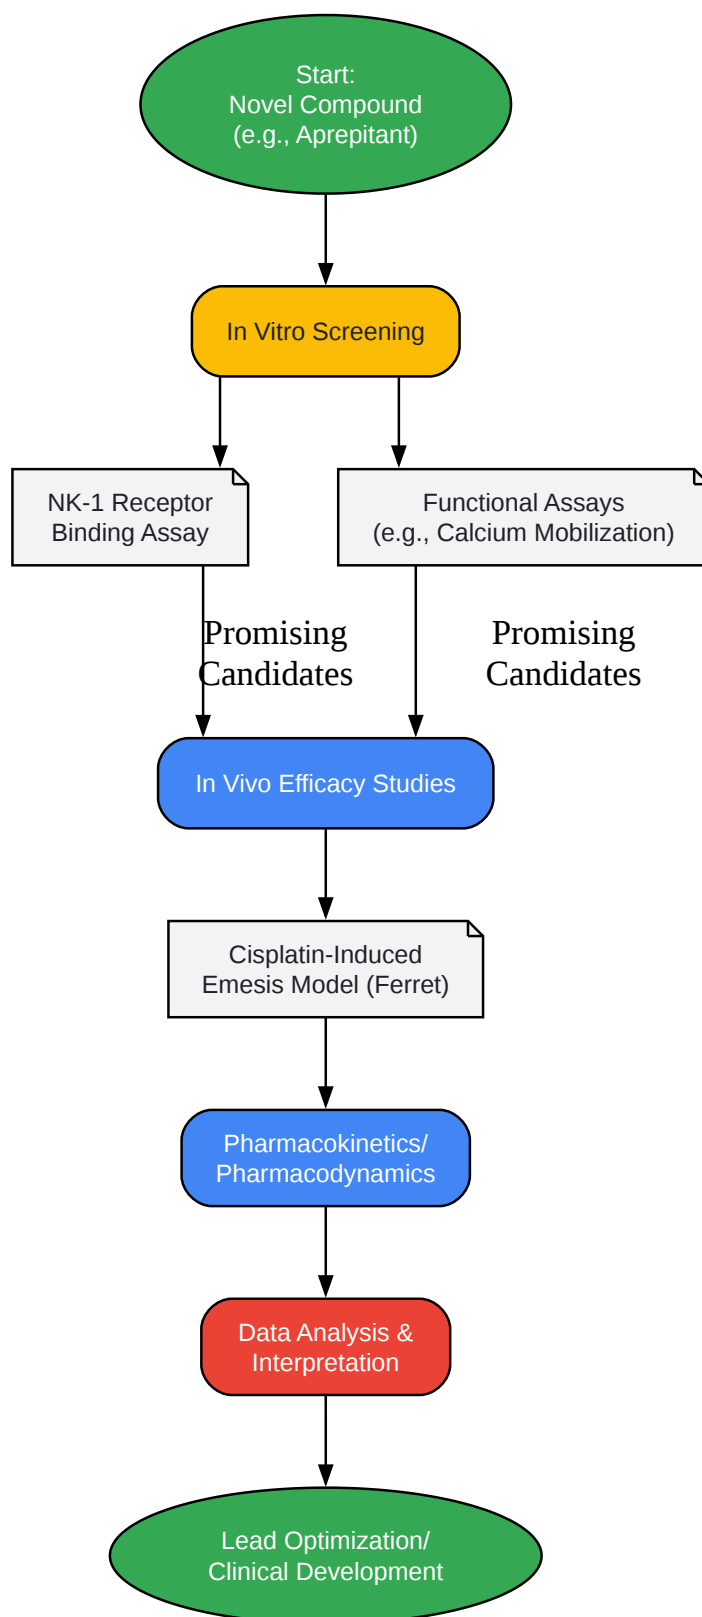 Start:
Novel Compound
(e.g., Aprepitant)
In Vitro Screening
NK-1 Receptor
Binding Assay
Functional Assays
(e.g., Calcium Mobilization)
Promising
Candidates
Promising
Candidates
In Vivo Efficacy Studies
Cisplatin-Induced
Emesis Model (Ferret)
Pharmacokinetics/
Pharmacodynamics
Data Analysis &
Interpretation
Lead Optimization/
Clinical Development